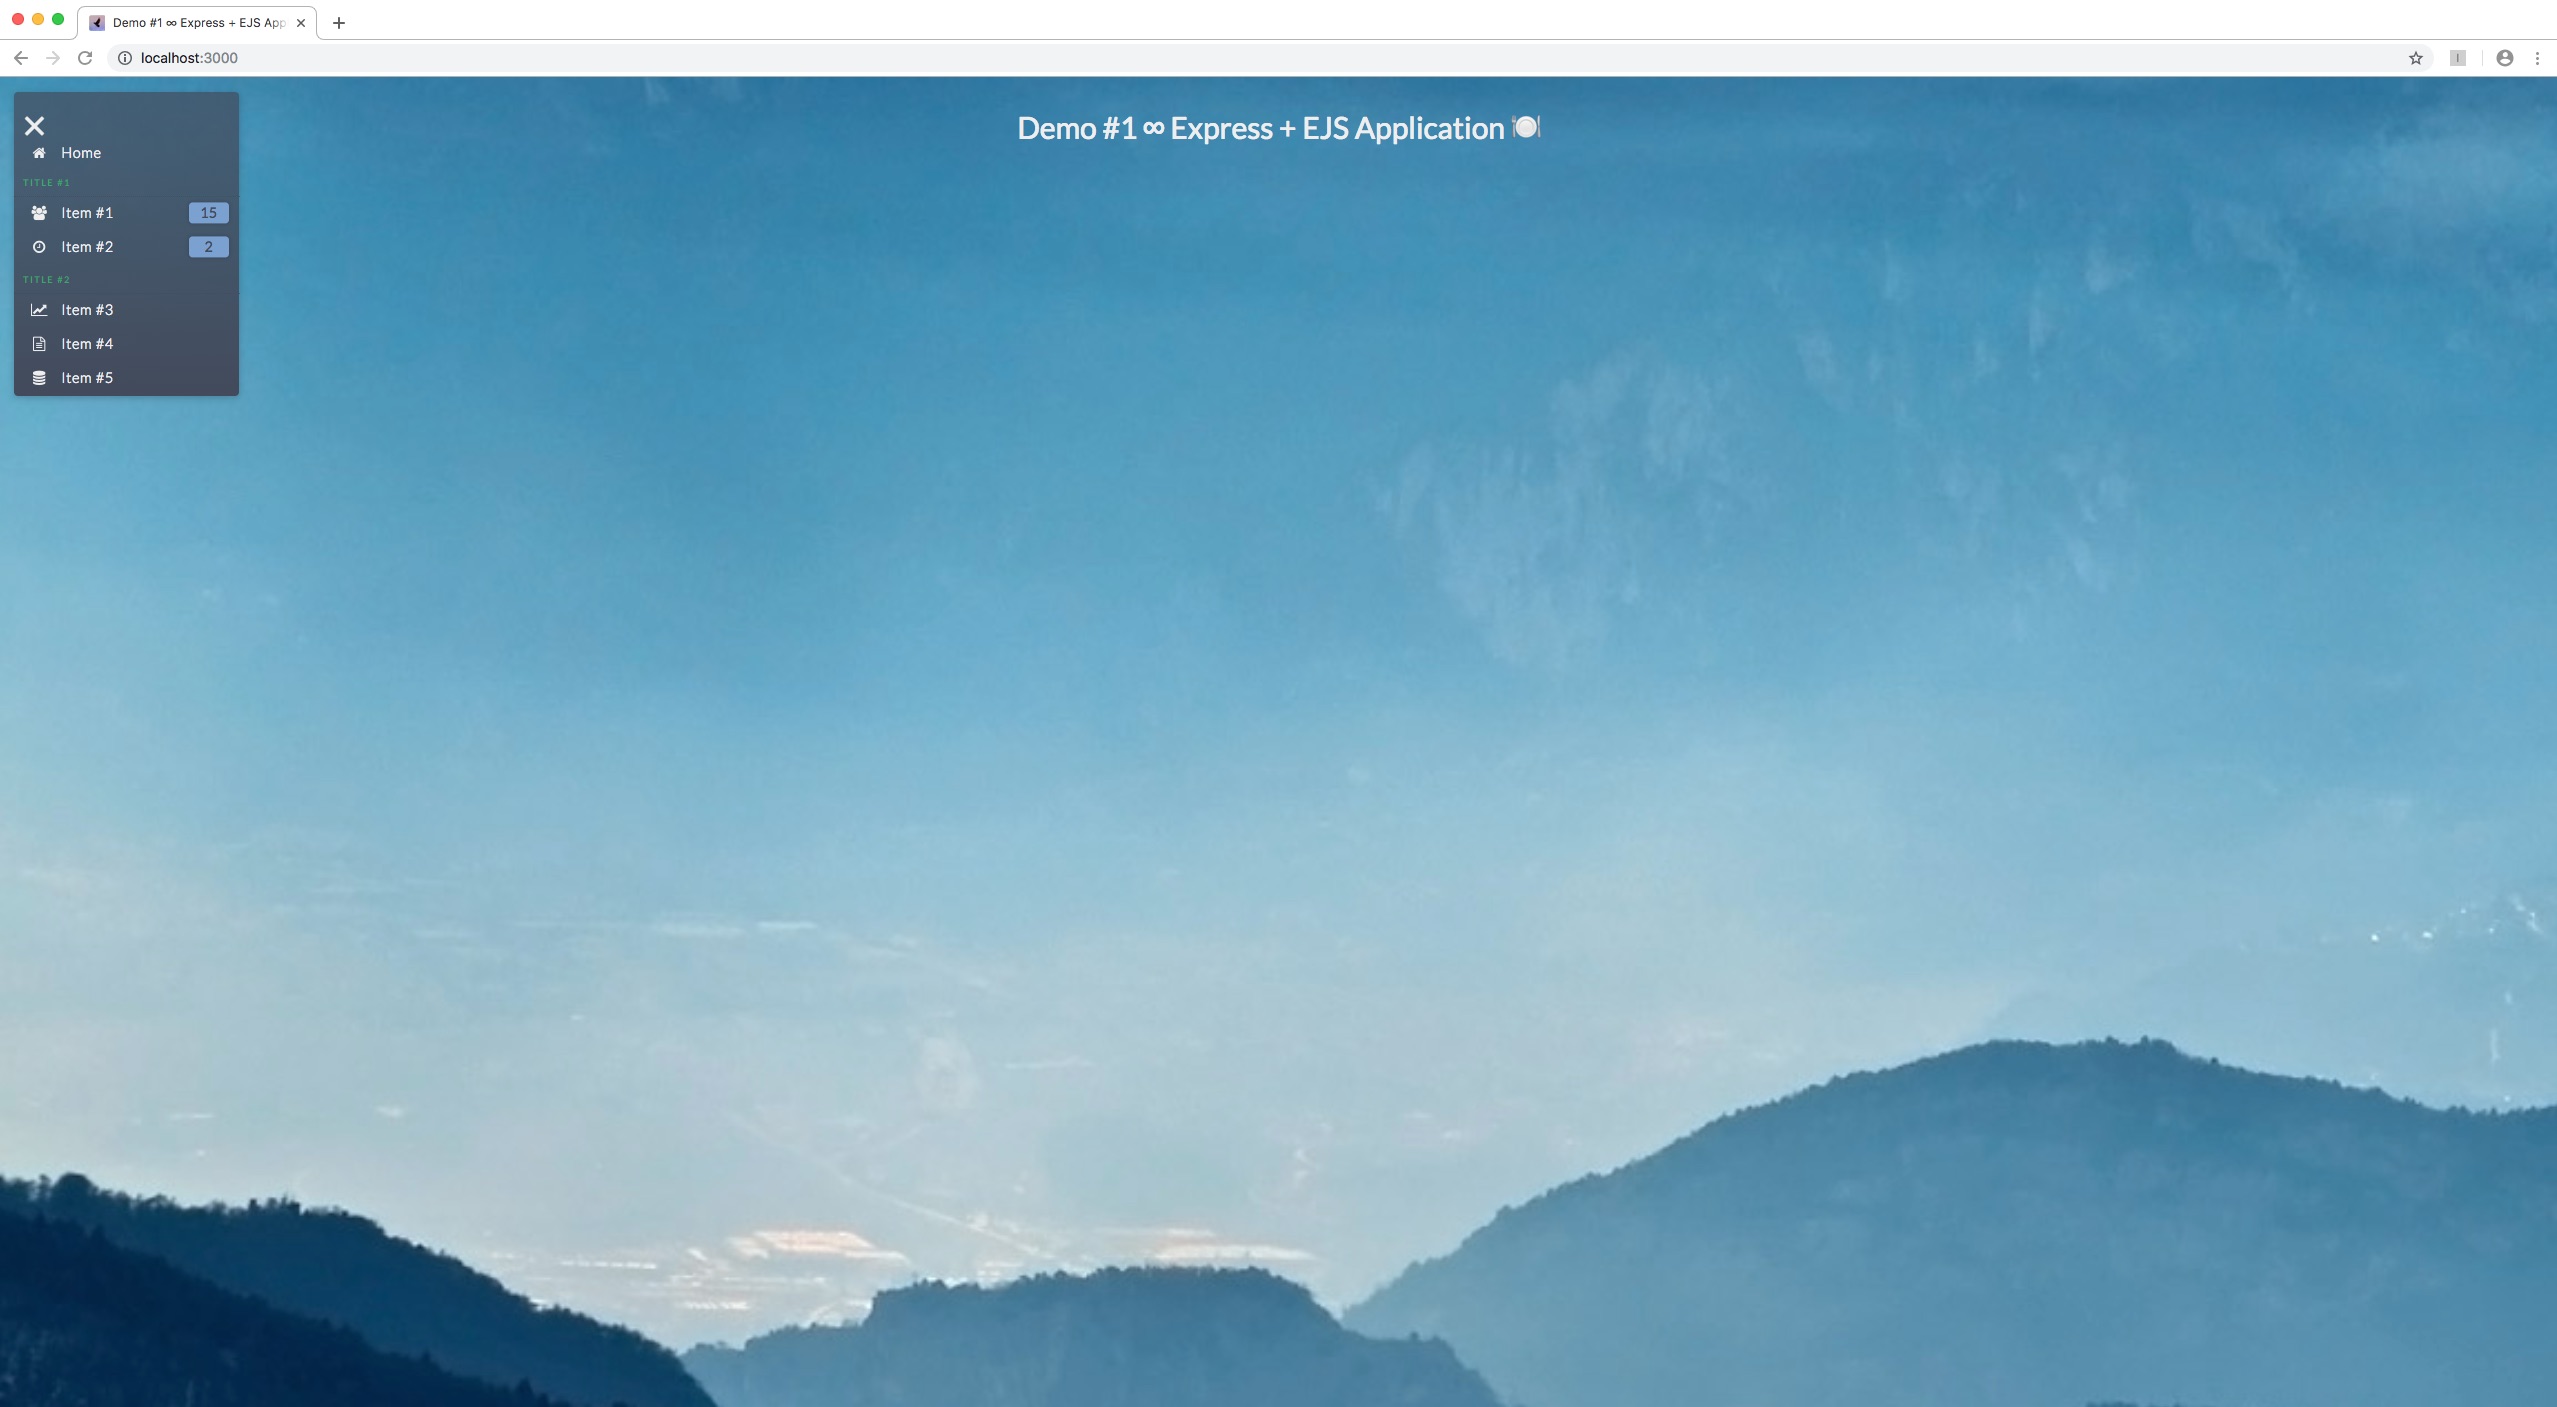 Demo #1 ∞ Express + EJS App
localhost:3000
Demo #1 ∞ Express + EJS Application 🍽
Home
TITLE #1
Item #1 15
Item #2 2
TITLE #2
Item #3
Item #4
Item #5